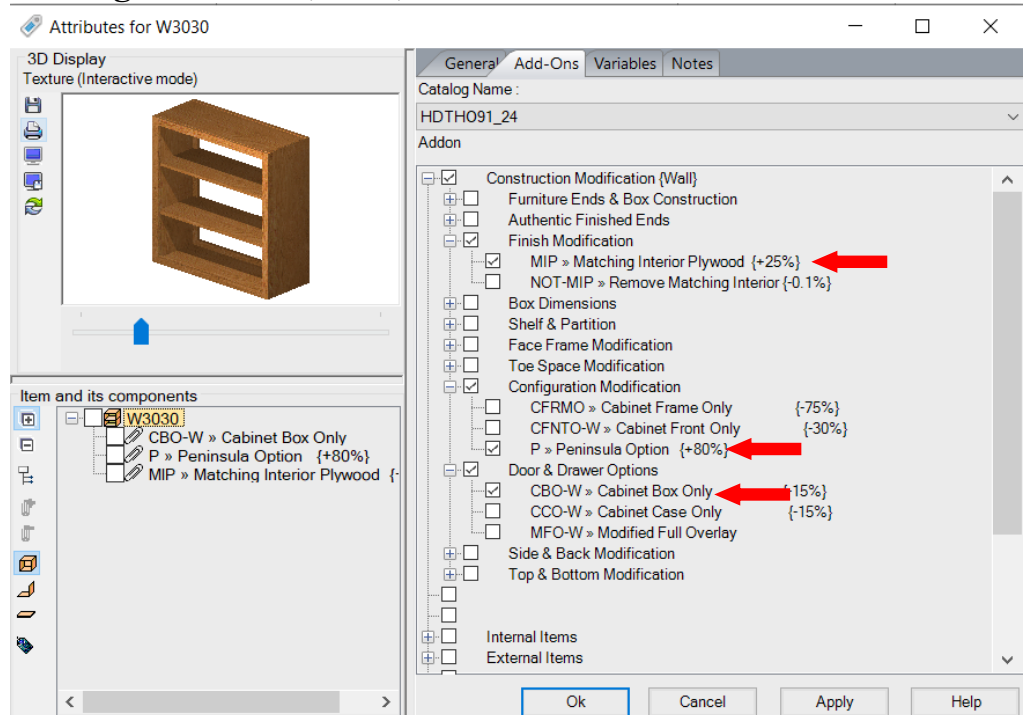 Attributes for W3030
3D Display
Texture (Interactive mode)
Item and its components
W3030
CBO-W » Cabinet Box Only
P » Peninsula Option {+80%}
MIP » Matching Interior Plywood {-
General Add-Ons Variables Notes
Catalog Name :
HDTHO91_24
Addon
Construction Modification {Wall}
Furniture Ends & Box Construction
Authentic Finished Ends
Finish Modification
MIP » Matching Interior Plywood {+25%}
NOT-MIP » Remove Matching Interior {-0.1%}
Box Dimensions
Shelf & Partition
Face Frame Modification
Toe Space Modification
Configuration Modification
CFRMO » Cabinet Frame Only {-75%}
CFNTO-W » Cabinet Front Only {-30%}
P » Peninsula Option {+80%}
Door & Drawer Options
CBO-W » Cabinet Box Only {-15%}
CCO-W » Cabinet Case Only {-15%}
MFO-W » Modified Full Overlay
Side & Back Modification
Top & Bottom Modification
Internal Items
External Items
Ok Cancel Apply Help